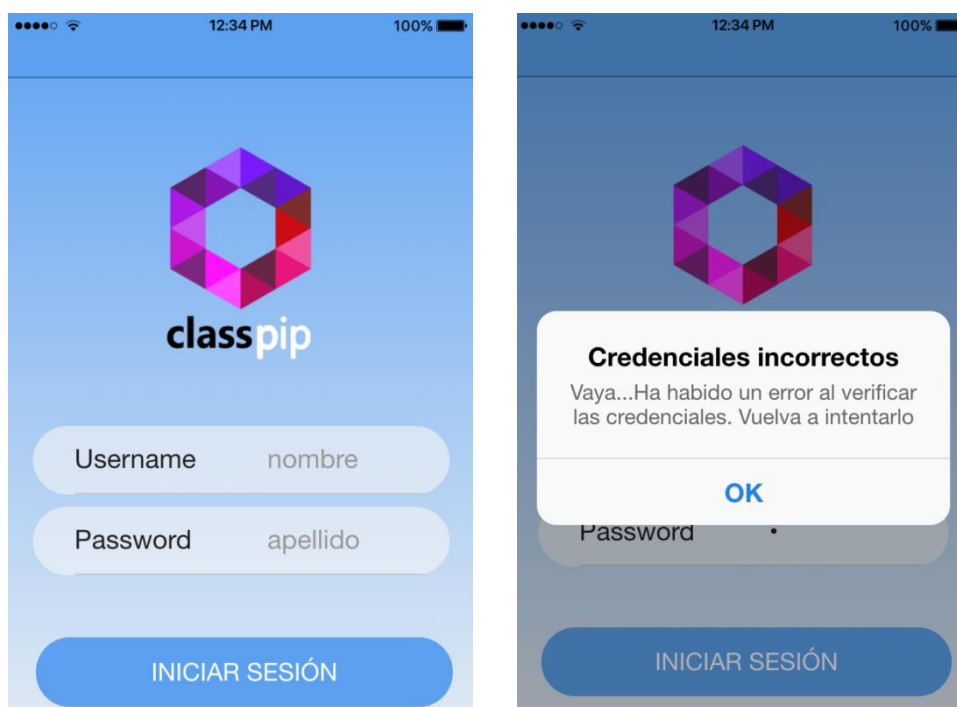 12:34 PM 100%
classpip
Username nombre
Password apellido
INICIAR SESIÓN
12:34 PM 100%
Credenciales incorrectos
Vaya...Ha habido un error al verificar
las credenciales. Vuelva a intentarlo
OK
Password •
INICIAR SESIÓN